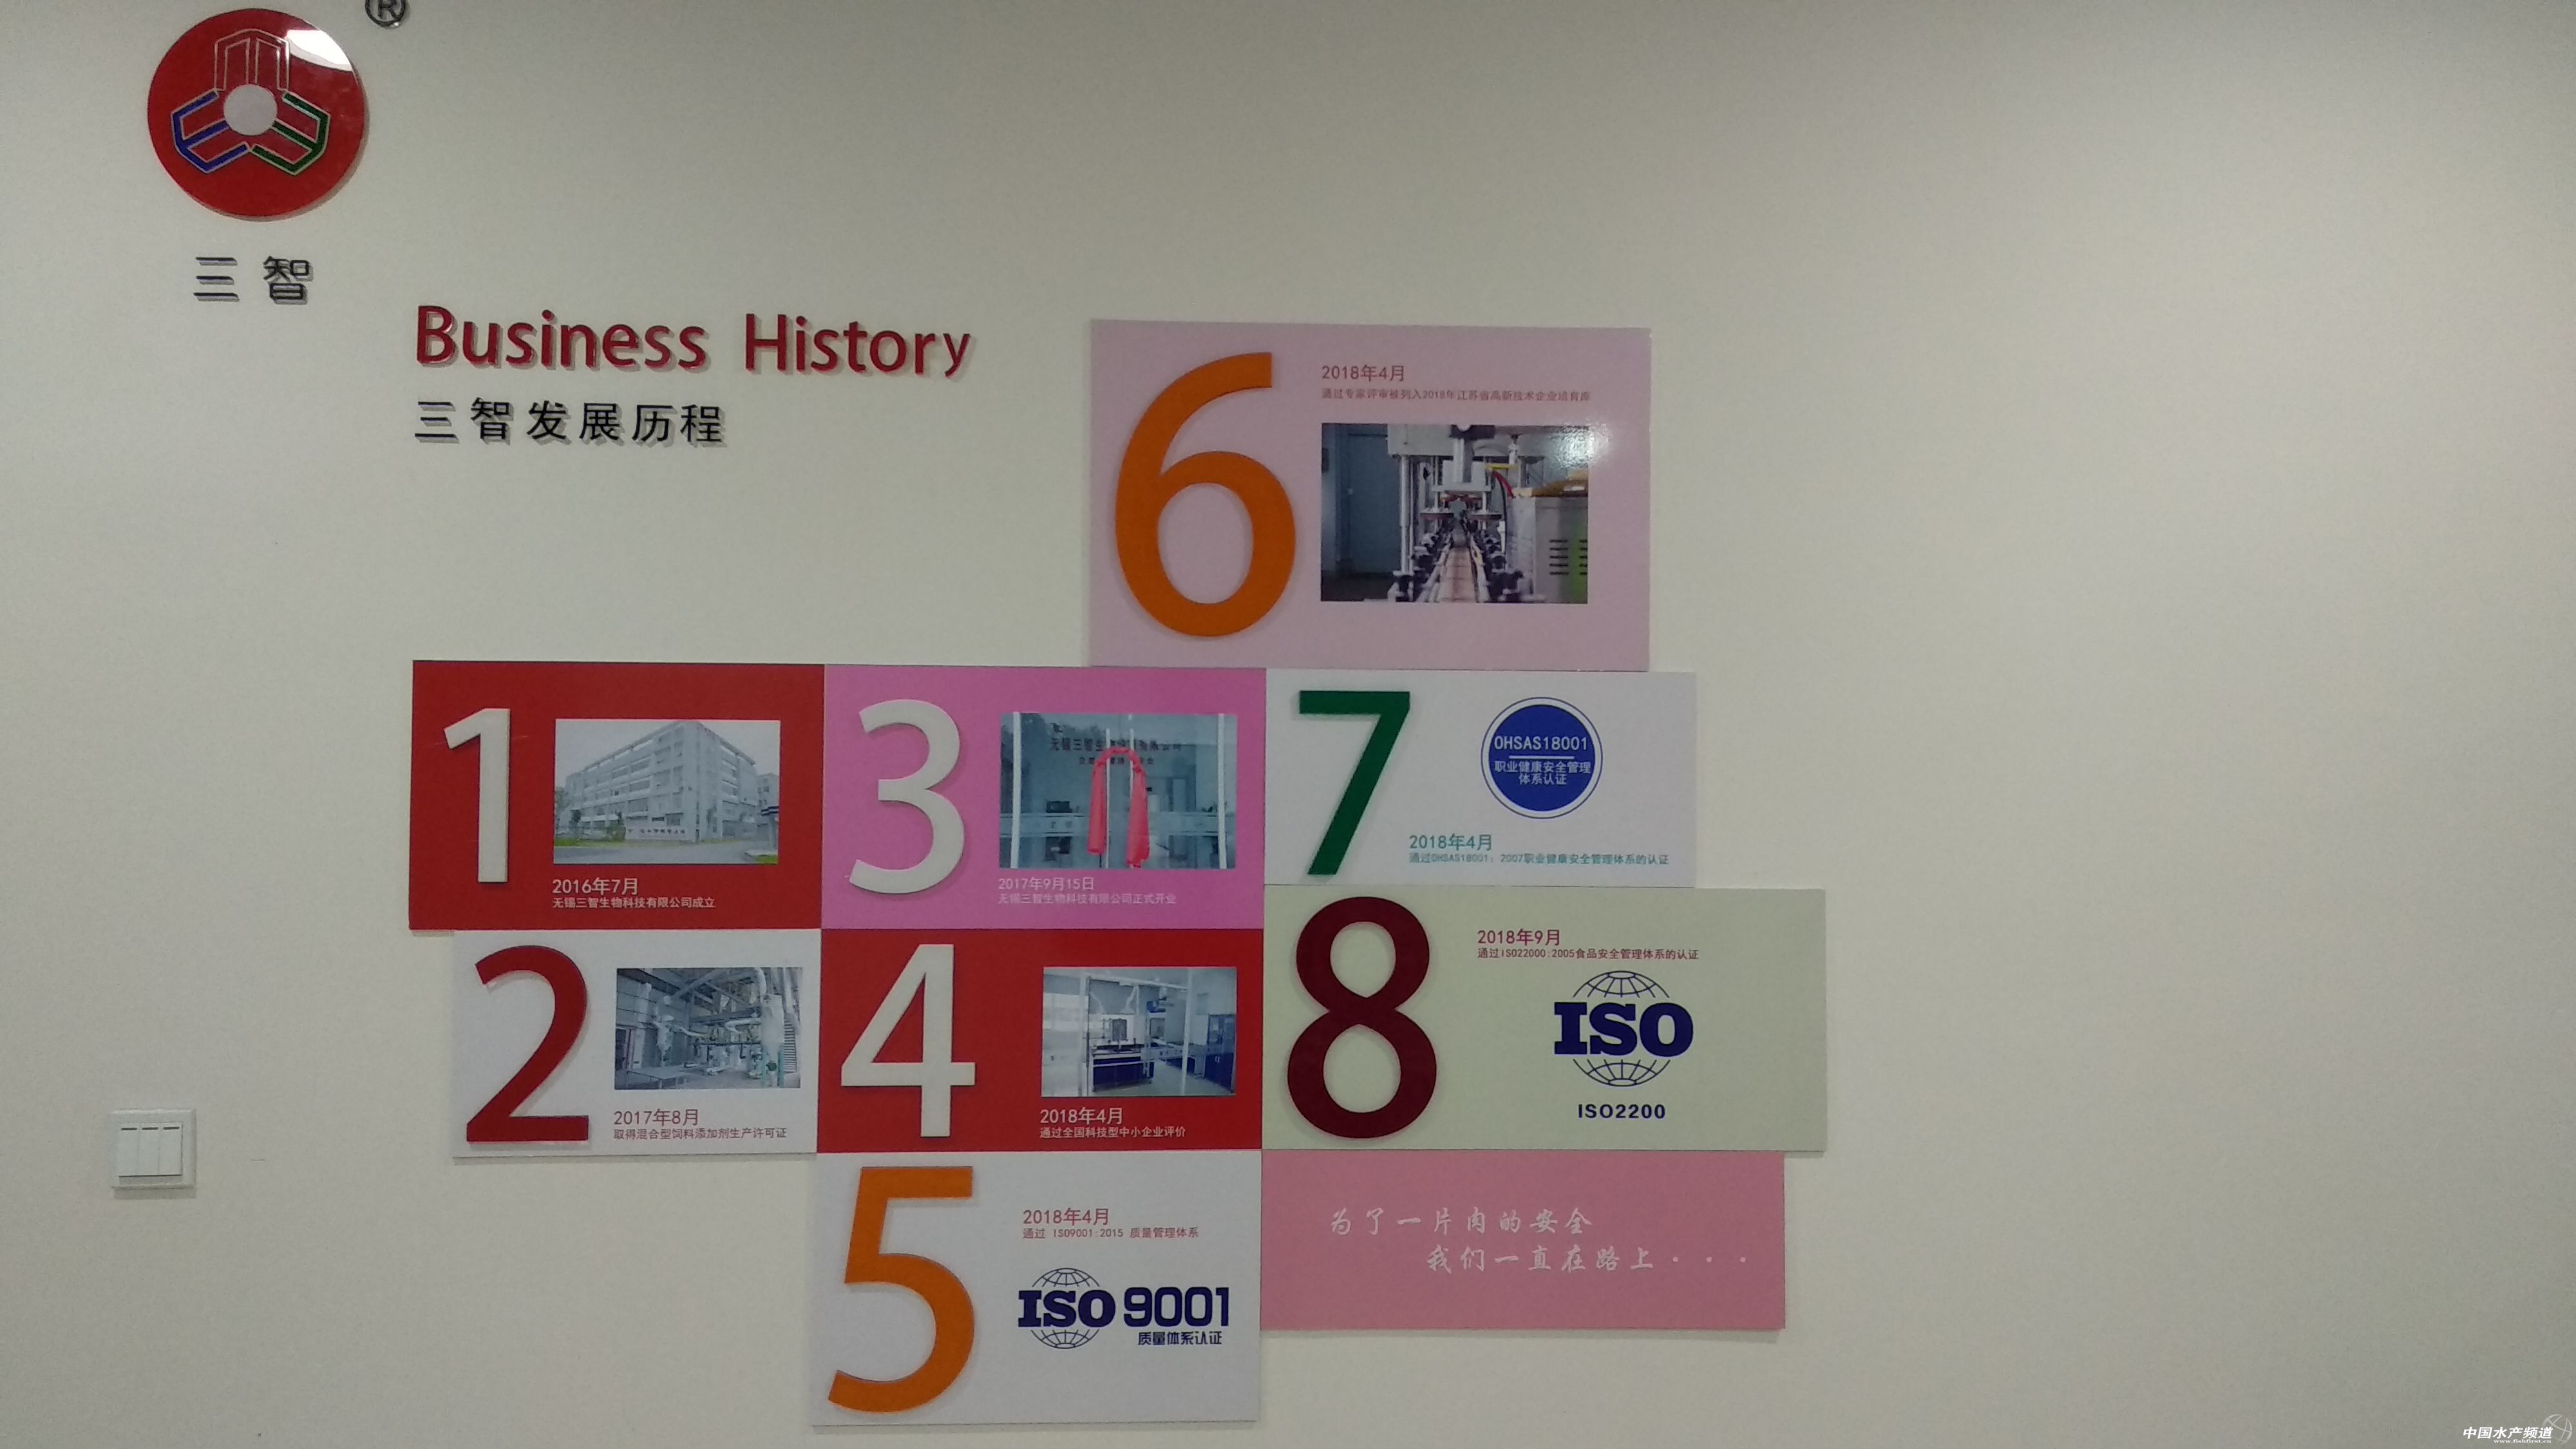 ®
三智
Business History
三智发展历程
6
2018年4月
通过专家评审被列入2018年江苏省高新技术企业培育库
1
2016年7月
无锡三智生物科技有限公司成立
3
无锡三智生
有限公司
2017年9月15日
无锡三智生物科技有限公司正式开业
7
OHSAS18001
职业健康安全管理
体系认证
2018年4月
通过OHSAS18001：2007职业健康安全管理体系的认证
2
2017年8月
取得混合型饲料添加剂生产许可证
4
2018年4月
通过全国科技型中小企业评价
8
2018年9月
通过ISO22000:2005食品安全管理体系的认证
ISO
ISO2200
5
2018年4月
通过 ISO9001:2015 质量管理体系
ISO 9001
质量体系认证
为了一片肉的安全
我们一直在路上···
中国水产频道
www.fishfirst.cn